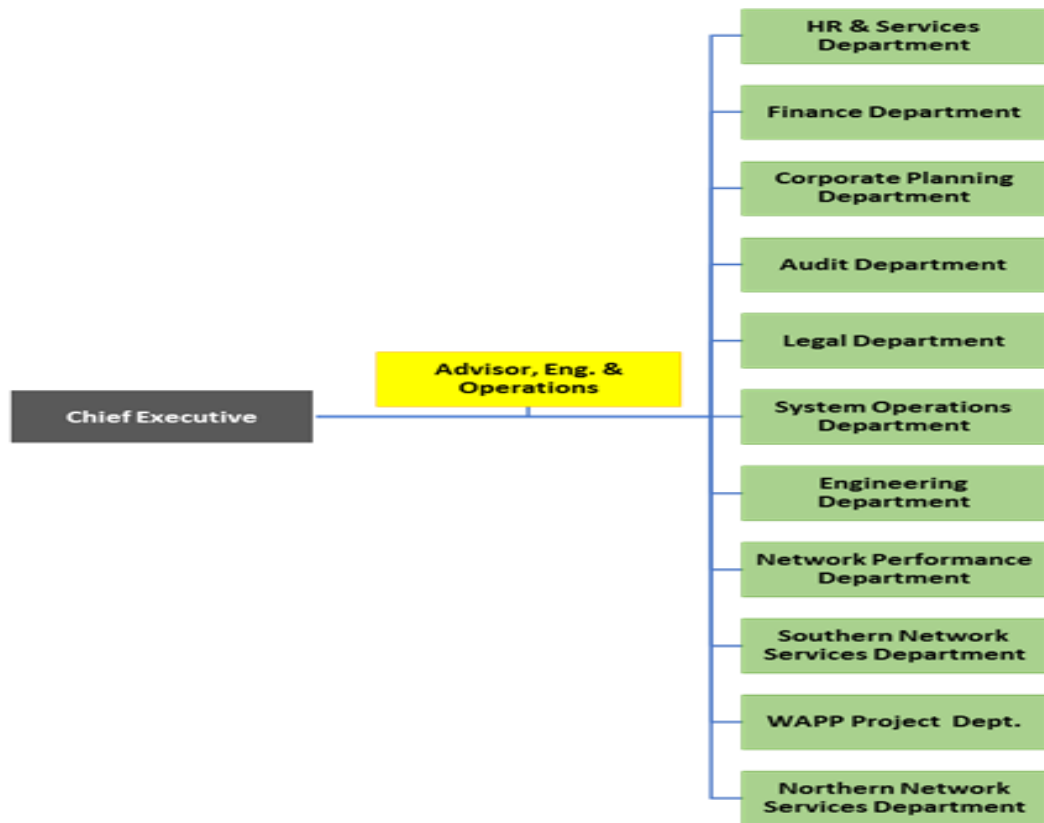 HR & Services
Department
Finance Department
Corporate Planning
Department
Audit Department
Legal Department
Advisor, Eng. &
Operations
Chief Executive
System Operations
Department
Engineering
Department
Network Performance
Department
Southern Network
Services Department
WAPP Project Dept.
Northern Network
Services Department